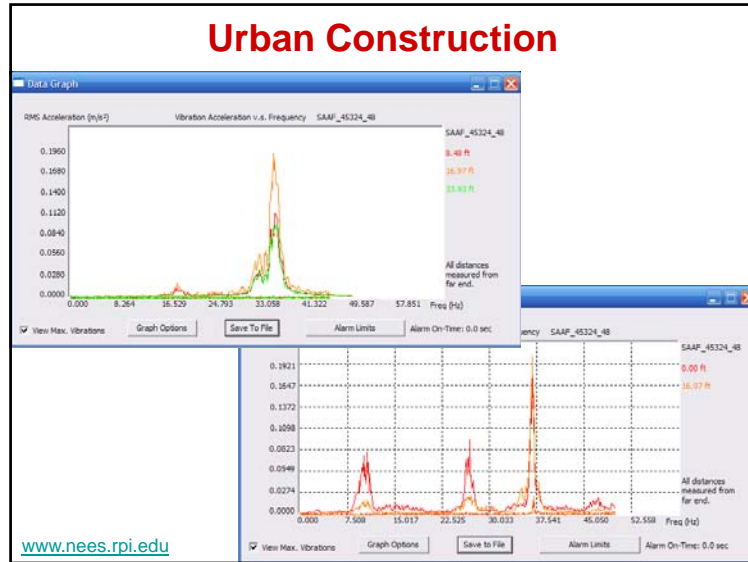 Urban Construction
Data Graph
RMS Acceleration (m/s²) Vibration Acceleration v.s. Frequency SAAF_45324_48
SAAF_45324_48
8.48 ft
16.97 ft
33.93 ft
0.1960
0.1680
0.1400
0.1120
0.0840
0.0560
0.0280
0.0000
All distances
measured from
far end.
0.000 8.264 16.529 24.793 33.058 41.322 49.587 57.851 Freq (Hz)
View Max. Vibrations Graph Options Save To File Alarm Limits Alarm On-Time: 0.0 sec
uency SAAF_45324_48
SAAF_45324_48
0.00 ft
0.1921
0.1647
0.1372
0.1098
0.0823
0.0549
0.0274
0.0000
All distances
measured from
far end.
0.000 7.508 15.017 22.525 30.033 37.541 45.050 52.558 Freq (Hz)
View Max. Vibrations Graph Options Save to File Alarm Limits Alarm On-Time: 0.0 sec
www.nees.rpi.edu